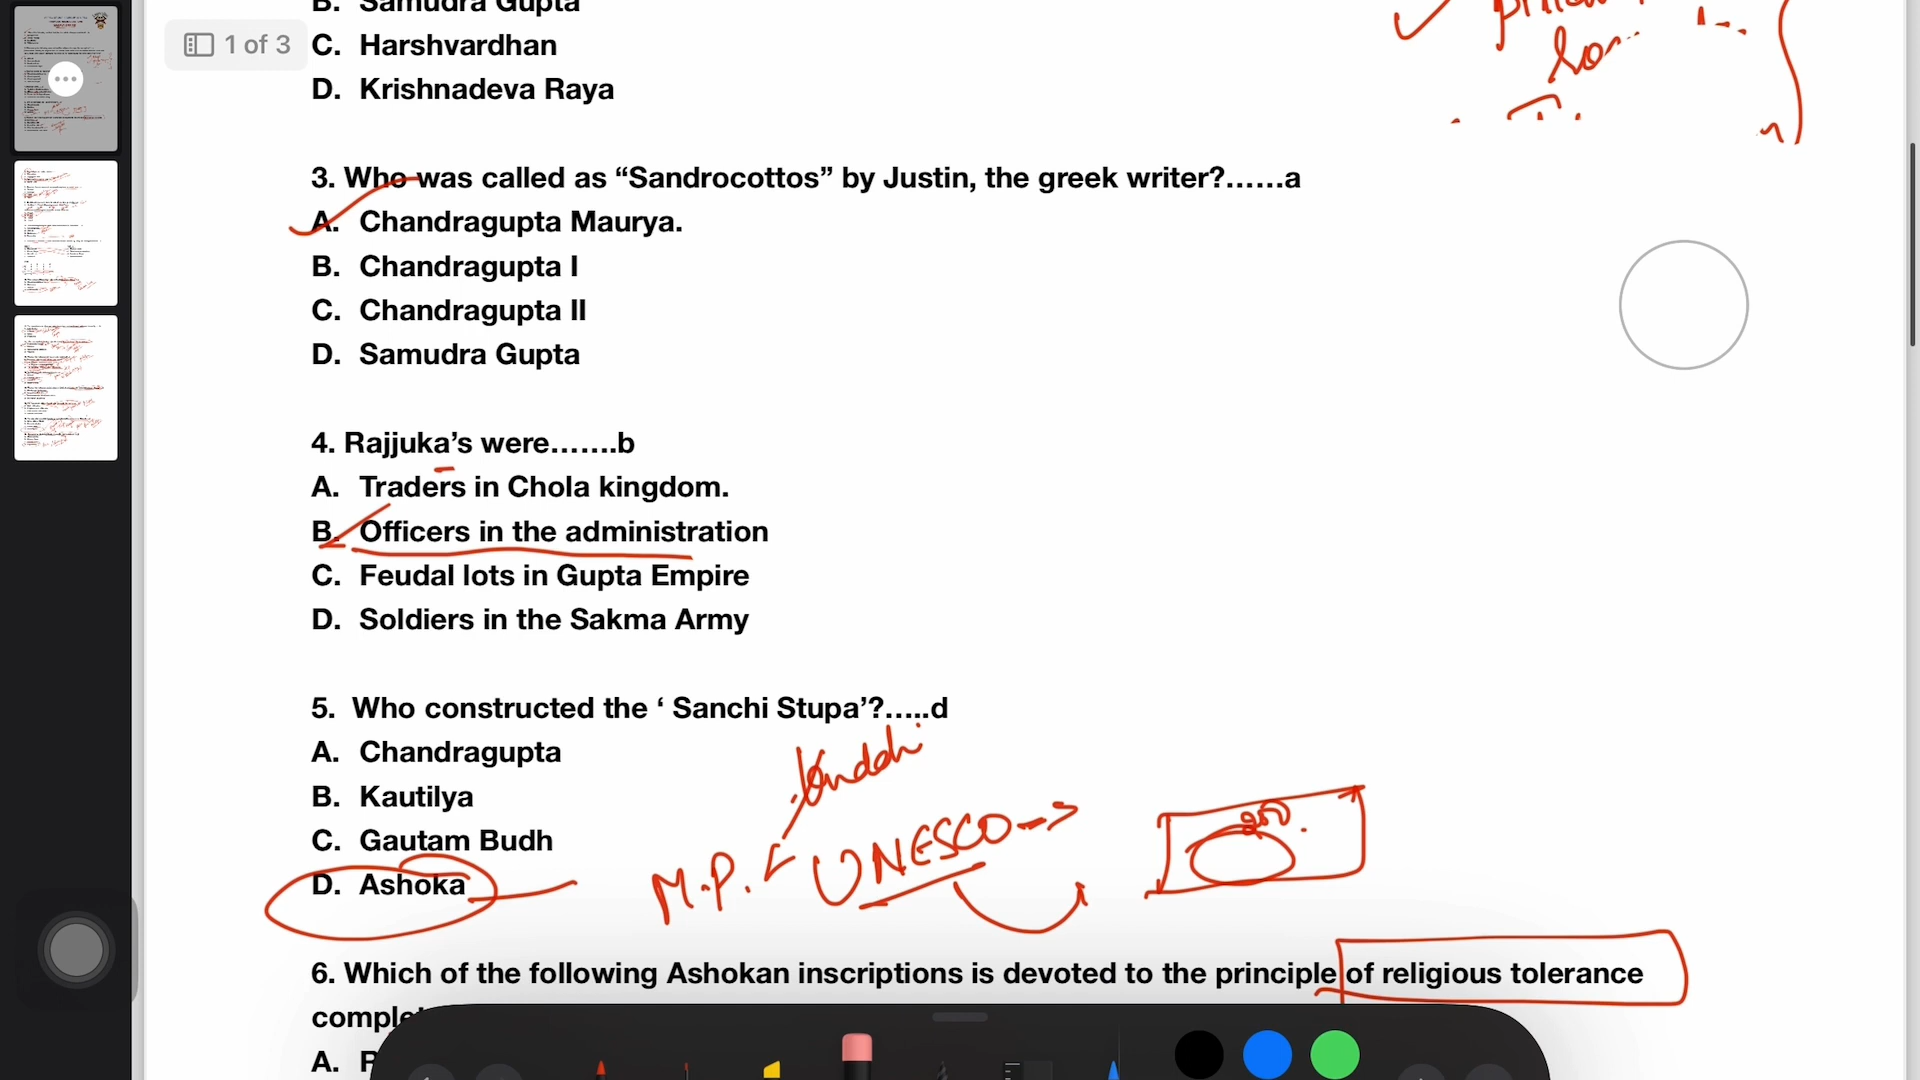 B. Samudra Gupta
1 of 3
C. Harshvardhan
D. Krishnadeva Raya
3. Who was called as “Sandrocottos” by Justin, the greek writer?......a
A. Chandragupta Maurya.
B. Chandragupta I
C. Chandragupta II
D. Samudra Gupta
4. Rajjuka’s were.......b
A. Traders in Chola kingdom.
B. Officers in the administration
C. Feudal lots in Gupta Empire
D. Soldiers in the Sakma Army
5. Who constructed the ‘ Sanchi Stupa’?.....d
A. Chandragupta
B. Kautilya
C. Gautam Budh
D. Ashoka
M.P. UNESCO
200
6. Which of the following Ashokan inscriptions is devoted to the principle of religious tolerance
A.